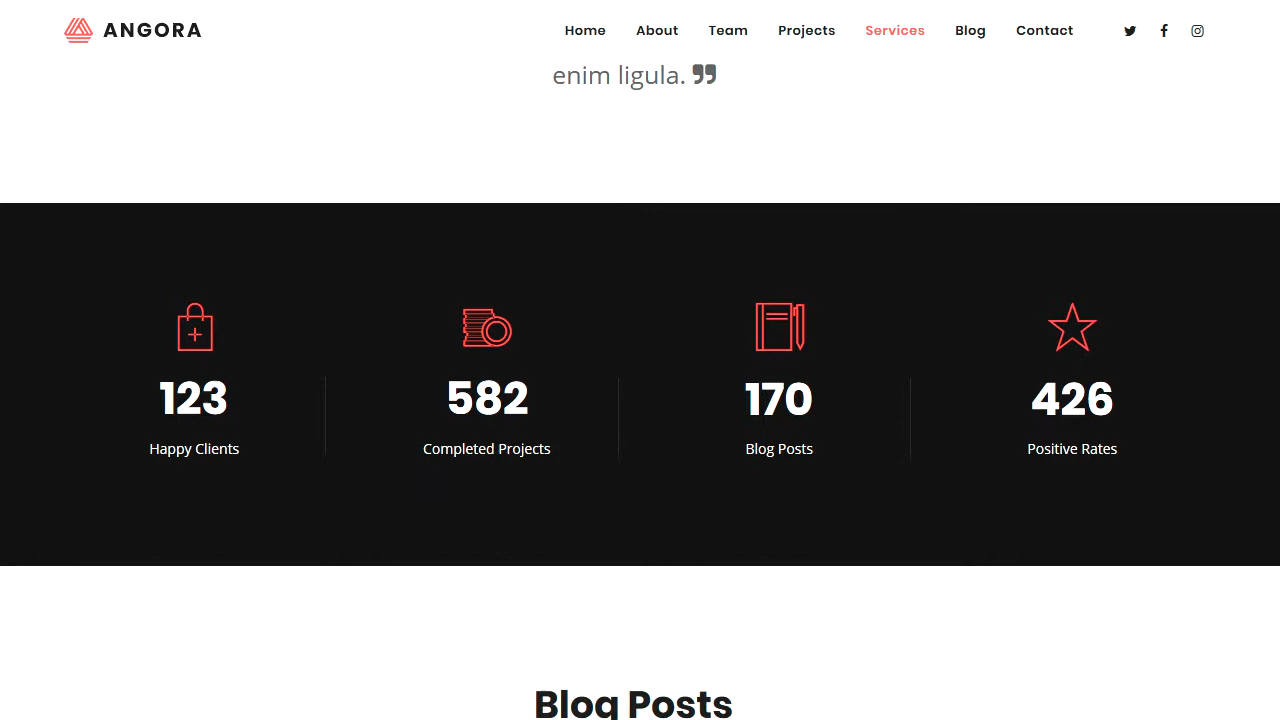 ANGORA
Home About Team Projects Services Blog Contact
enim ligula. ❞
123 582 170 426
Happy Clients Completed Projects Blog Posts Positive Rates
Blog Posts